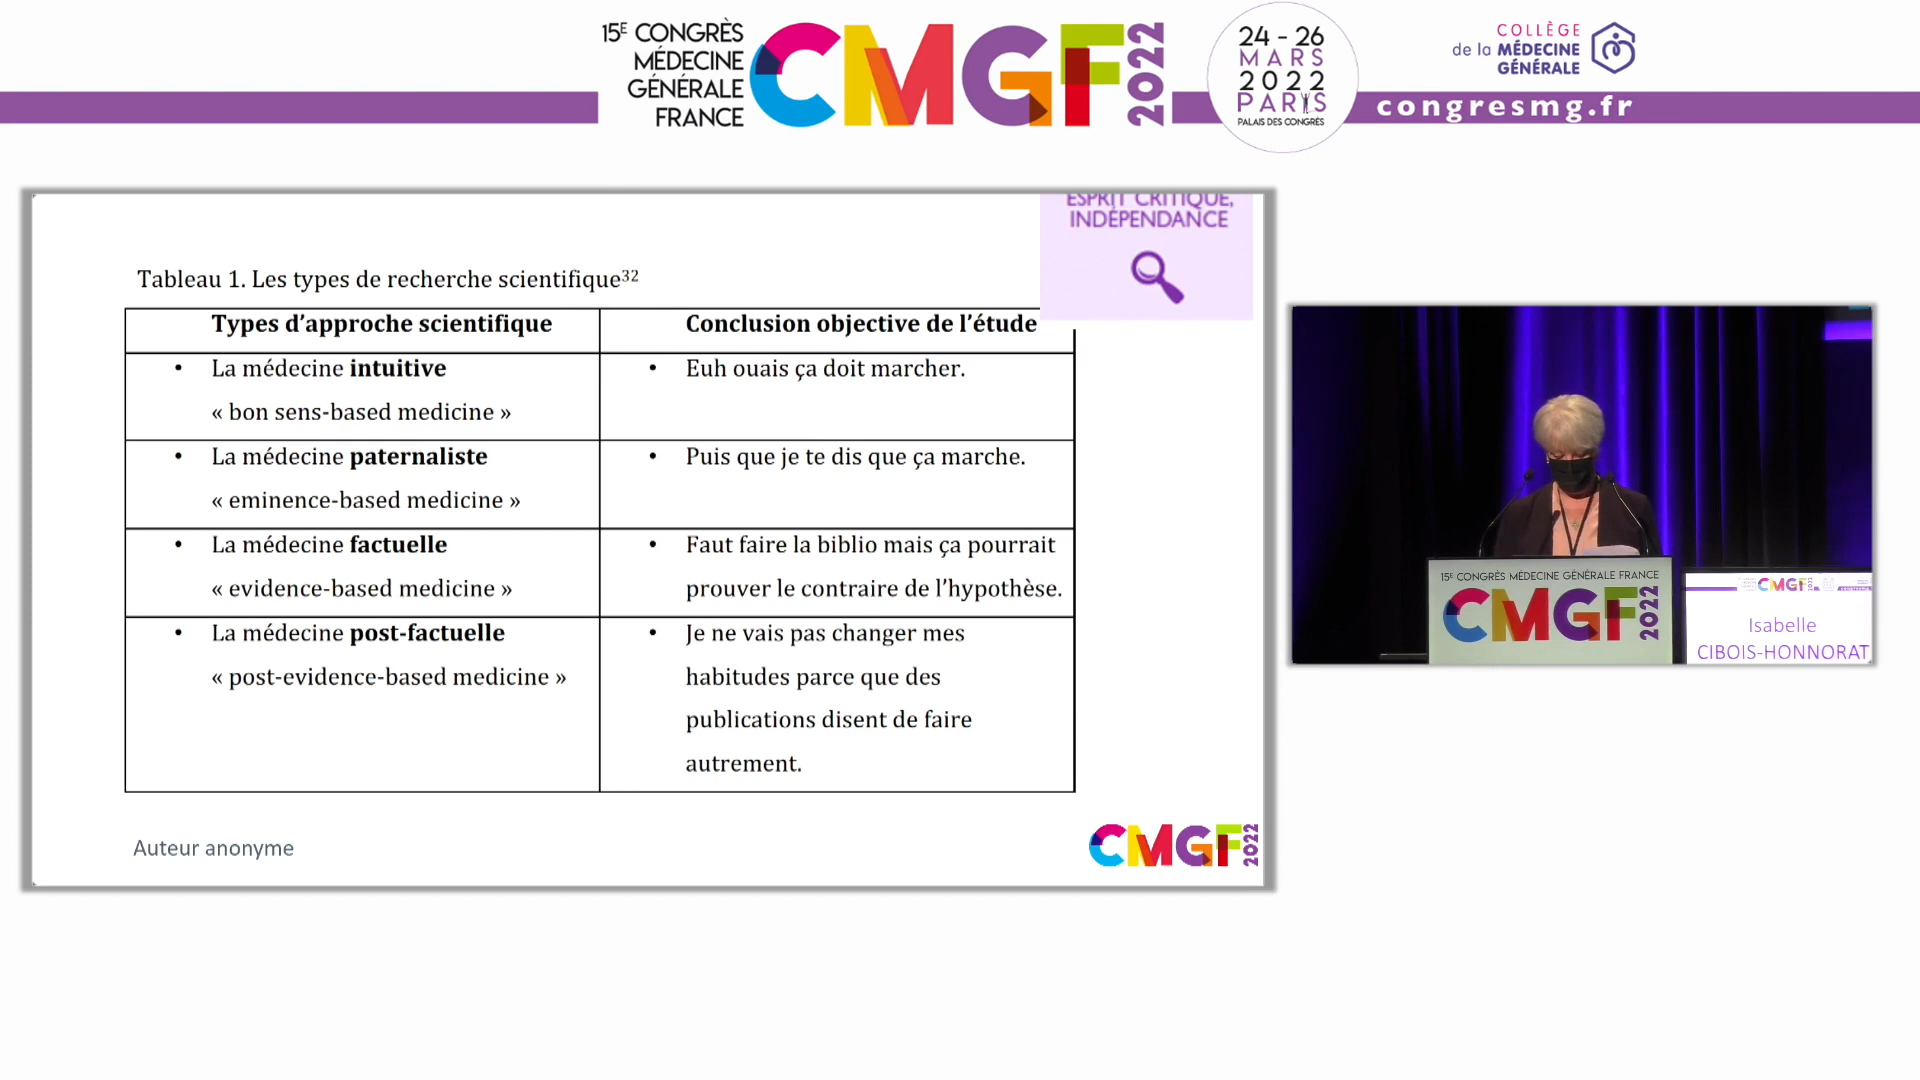 15E CONGRÈS
MÉDECINE
GÉNÉRALE
FRANCE
CMGF
2022
24 - 26
MARS
2022
PARIS
PALAIS DES CONGRÈS
COLLÈGE
de la MÉDECINE
GÉNÉRALE
congresmg.fr
ESPRIT CRITIQUE,
INDÉPENDANCE
Tableau 1. Les types de recherche scientifique32
Types d’approche scientifique
Conclusion objective de l’étude
• La médecine intuitive
« bon sens-based medicine »
• Euh ouais ça doit marcher.
• La médecine paternaliste
« eminence-based medicine »
• Puis que je te dis que ça marche.
• La médecine factuelle
« evidence-based medicine »
• Faut faire la biblio mais ça pourrait
prouver le contraire de l’hypothèse.
• La médecine post-factuelle
« post-evidence-based medicine »
• Je ne vais pas changer mes
habitudes parce que des
publications disent de faire
autrement.
Auteur anonyme
CMGF 2022
15E CONGRÈS MÉDECINE GÉNÉRALE FRANCE
CMGF 2022
CMGF
Isabelle
CIBOIS-HONNORAT